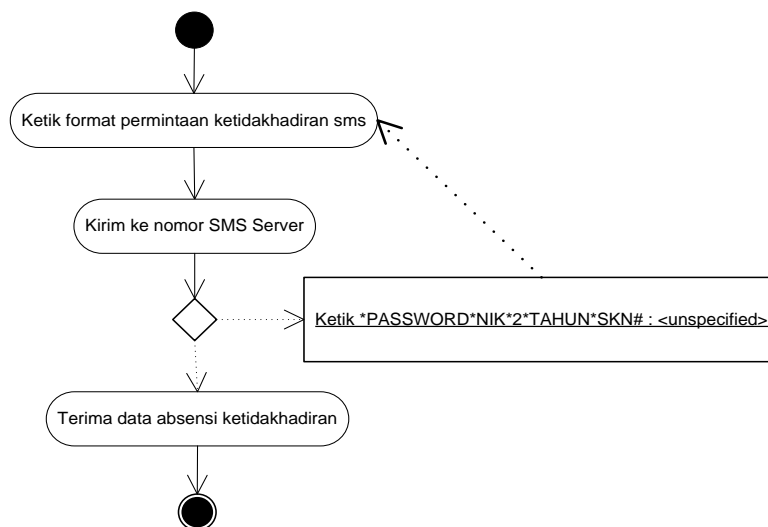 Ketik format permintaan ketidakhadiran sms
Kirim ke nomor SMS Server
Ketik *PASSWORD*NIK*2*TAHUN*SKN# : <unspecified>
Terima data absensi ketidakhadiran